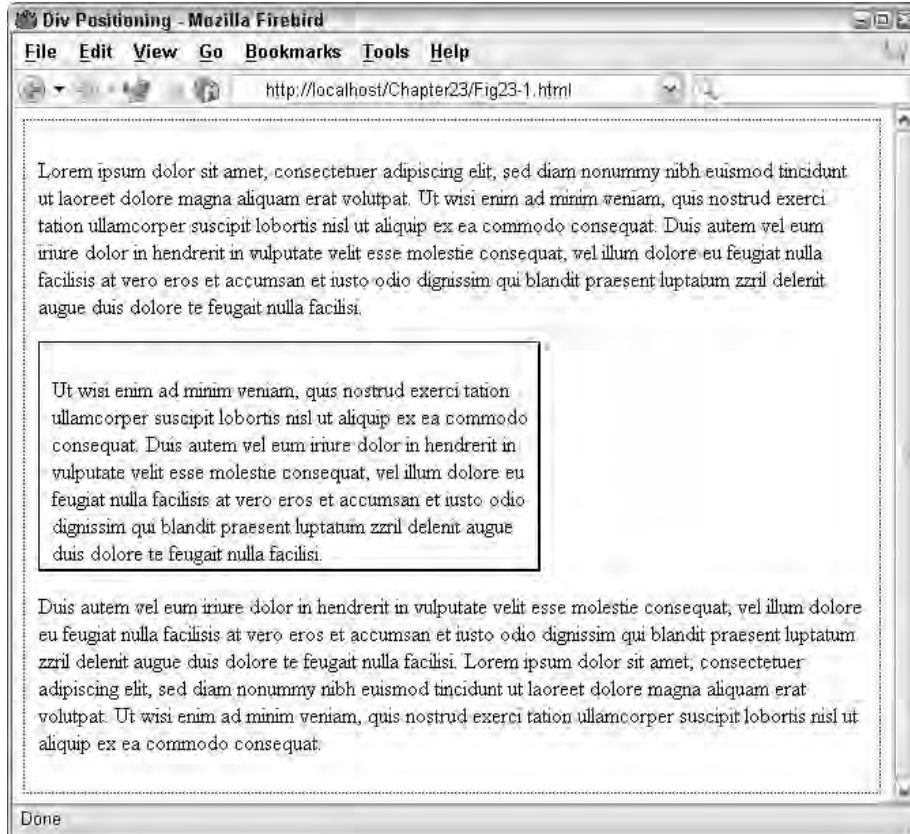 Div Positioning - Mozilla Firebird
File Edit View Go Bookmarks Tools Help
http://localhost/Chapter23/Fig23-1.html
Lorem ipsum dolor sit amet, consectetuer adipiscing elit, sed diam nonummy nibh euismod tincidunt
ut laoreet dolore magna aliquam erat volutpat. Ut wisi enim ad minim veniam, quis nostrud exerci
tation ullamcorper suscipit lobortis nisl ut aliquip ex ea commodo consequat. Duis autem vel eum
iriure dolor in hendrerit in vulputate velit esse molestie consequat, vel illum dolore eu feugiat nulla
facilisis at vero eros et accumsan et iusto odio dignissim qui blandit praesent luptatum zzril delenit
augue duis dolore te feugait nulla facilisi.
Ut wisi enim ad minim veniam, quis nostrud exerci tation
ullamcorper suscipit lobortis nisl ut aliquip ex ea commodo
consequat. Duis autem vel eum iriure dolor in hendrerit in
vulputate velit esse molestie consequat, vel illum dolore eu
feugiat nulla facilisis at vero eros et accumsan et iusto odio
dignissim qui blandit praesent luptatum zzril delenit augue
duis dolore te feugait nulla facilisi.
Duis autem vel eum iriure dolor in hendrerit in vulputate velit esse molestie consequat, vel illum dolore
eu feugiat nulla facilisis at vero eros et accumsan et iusto odio dignissim qui blandit praesent luptatum
zzril delenit augue duis dolore te feugait nulla facilisi. Lorem ipsum dolor sit amet, consectetuer
adipiscing elit, sed diam nonummy nibh euismod tincidunt ut laoreet dolore magna aliquam erat
volutpat. Ut wisi enim ad minim veniam, quis nostrud exerci tation ullamcorper suscipit lobortis nisl ut
aliquip ex ea commodo consequat.
Done